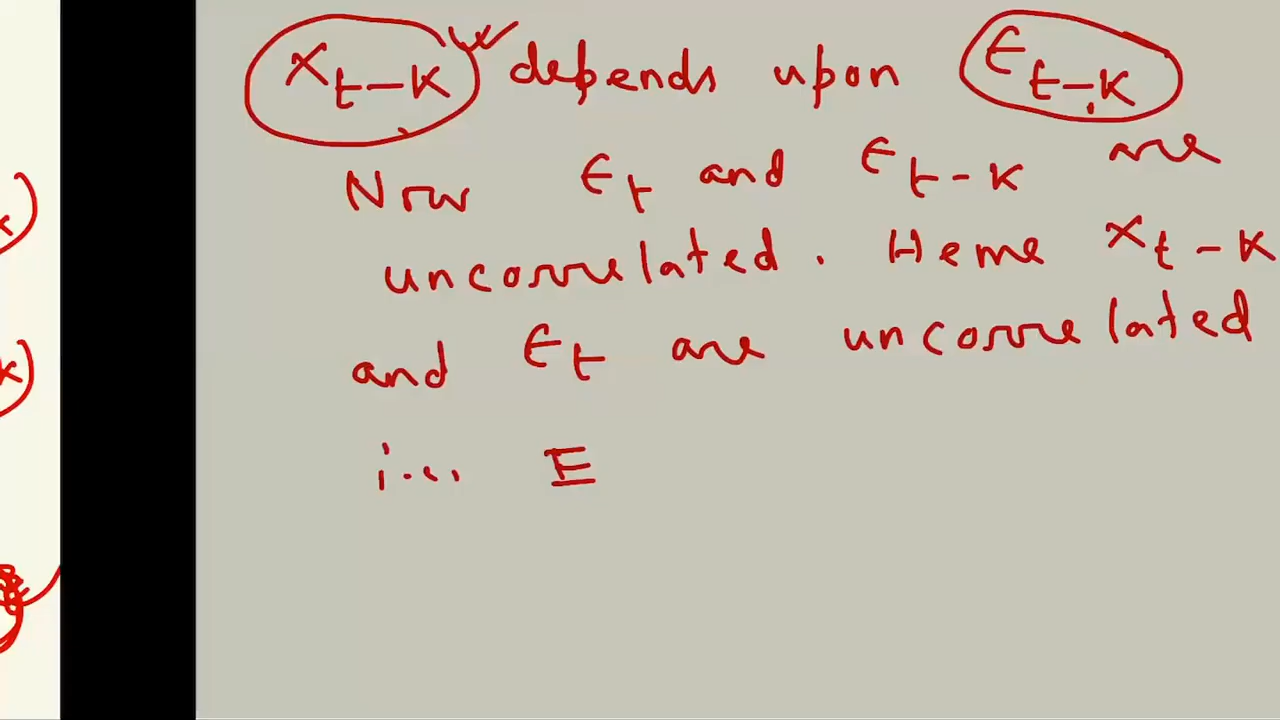 x_{t-k} depends upon ϵ_{t-k}
Now ϵ_t and ϵ_{t-k} are
uncorrelated. Hence x_{t-k}
and ϵ_t are uncorrelated
i.e. E